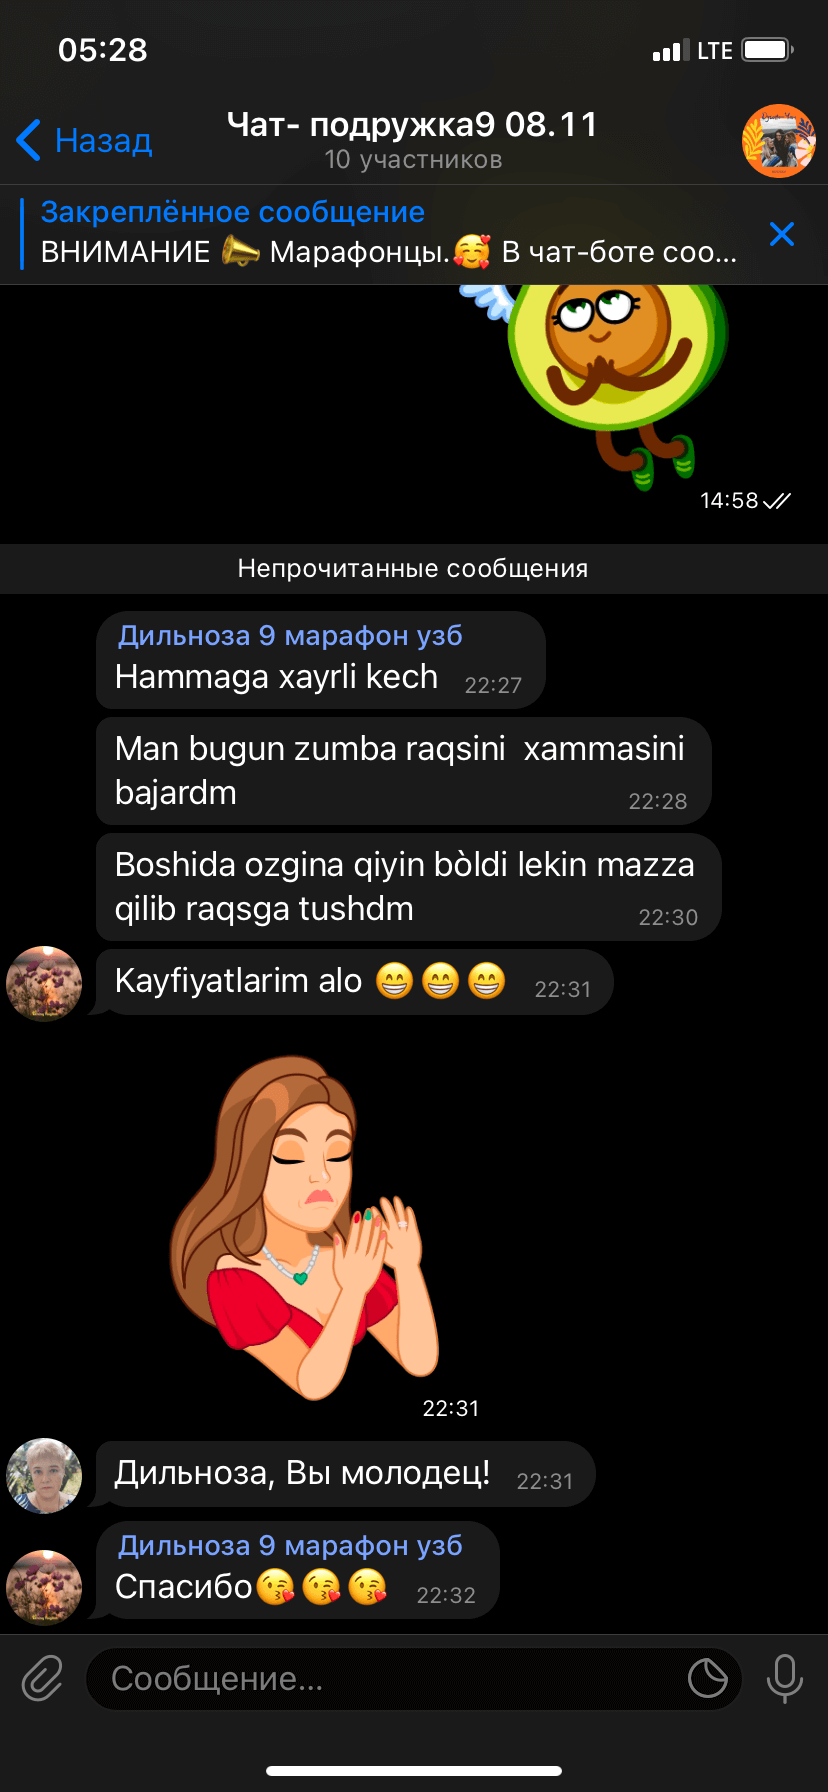 05:28
LTE
Назад
Чат- подружка9 08.11
10 участников
Закреплённое сообщение
ВНИМАНИЕ 📣 Марафонцы.🥰 В чат-боте соо...
14:58
Непрочитанные сообщения
Дильноза 9 марафон узб
Hammaga xayrli kech 22:27
Man bugun zumba raqsini  xammasini
bajardm 22:28
Boshida ozgina qiyin bòldi lekin mazza
qilib raqsga tushdm 22:30
Kayfiyatlarim alo 😁😁😁 22:31
22:31
Дильноза, Вы молодец! 22:31
Дильноза 9 марафон узб
Спасибо😘😘😘 22:32
Сообщение...